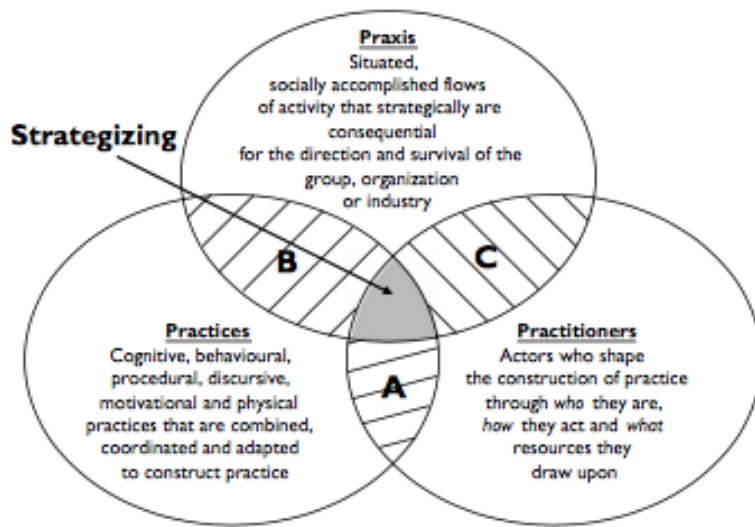 Praxis
Situated,
socially accomplished flows
of activity that strategically are
consequential
for the direction and survival of the
group, organization
or industry
Strategizing
B
C
A
Practices
Cognitive, behavioural,
procedural, discursive,
motivational and physical
practices that are combined,
coordinated and adapted
to construct practice
Practitioners
Actors who shape
the construction of practice
through who they are,
how they act and what
resources they
draw upon